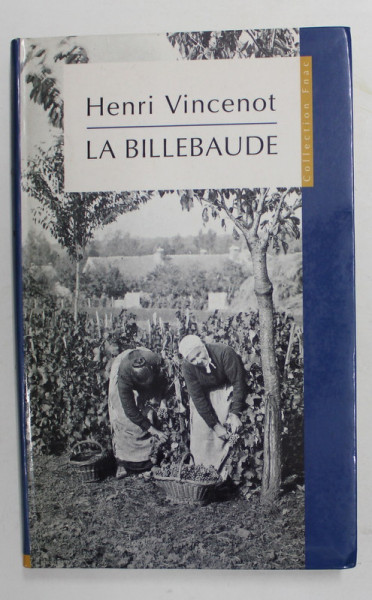 Henri Vincenot
LA BILLEBAUDE
Collection Fnac